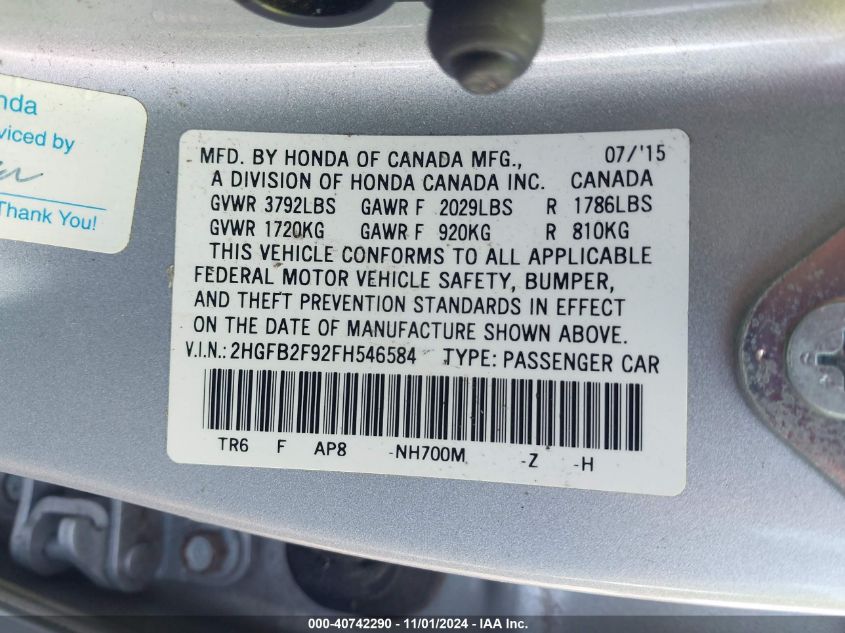 nda
viced by
Thank You!
MFD. BY HONDA OF CANADA MFG., 07/'15
A DIVISION OF HONDA CANADA INC. CANADA
GVWR 3792LBS GAWR F 2029LBS R 1786LBS
GVWR 1720KG GAWR F 920KG R 810KG
THIS VEHICLE CONFORMS TO ALL APPLICABLE
FEDERAL MOTOR VEHICLE SAFETY, BUMPER,
AND THEFT PREVENTION STANDARDS IN EFFECT
ON THE DATE OF MANUFACTURE SHOWN ABOVE.
V.I.N.: 2HGFB2F92FH546584 TYPE: PASSENGER CAR
TR6 F AP8 -NH700M -Z -H
000-40742290 - 11/01/2024 - IAA Inc.